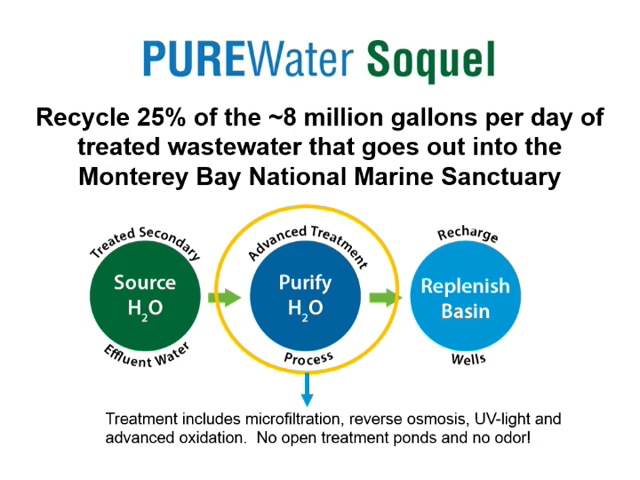 PUREWater Soquel
Recycle 25% of the ~8 million gallons per day of
treated wastewater that goes out into the
Monterey Bay National Marine Sanctuary
Treated Secondary
Source
H2O
Effluent Water
Advanced Treatment
Purify
H2O
Process
Recharge
Replenish
Basin
Wells
Treatment includes microfiltration, reverse osmosis, UV-light and
advanced oxidation.  No open treatment ponds and no odor!